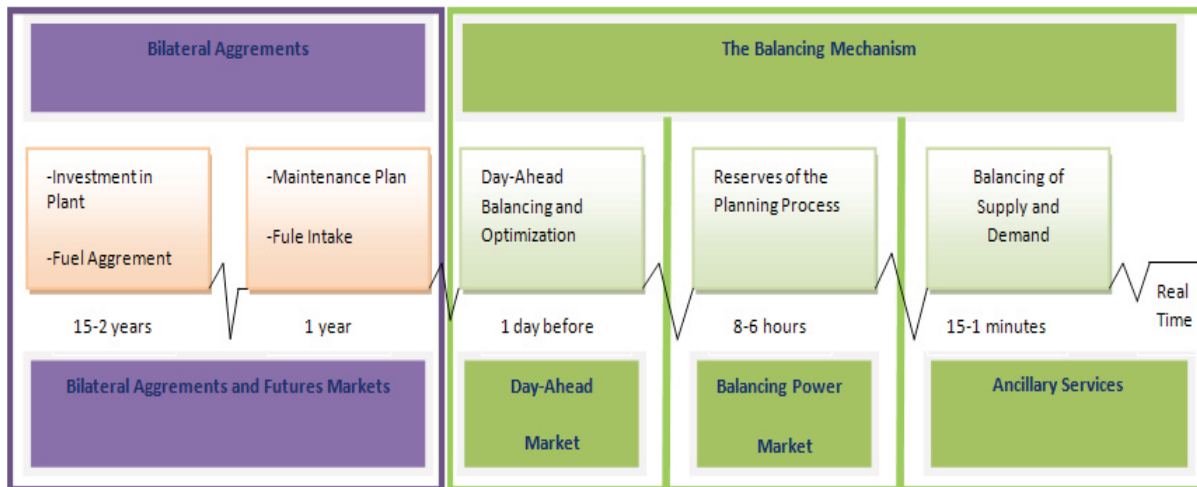 Bilateral Aggrements
The Balancing Mechanism
-Investment in
Plant
-Fuel Aggrement
-Maintenance Plan
-Fule Intake
Day-Ahead
Balancing and
Optimization
Reserves of the
Planning Process
Balancing of
Supply and
Demand
Real
Time
15-2 years
1 year
1 day before
8-6 hours
15-1 minutes
Bilateral Aggrements and Futures Markets
Day-Ahead
Market
Balancing Power
Market
Ancillary Services